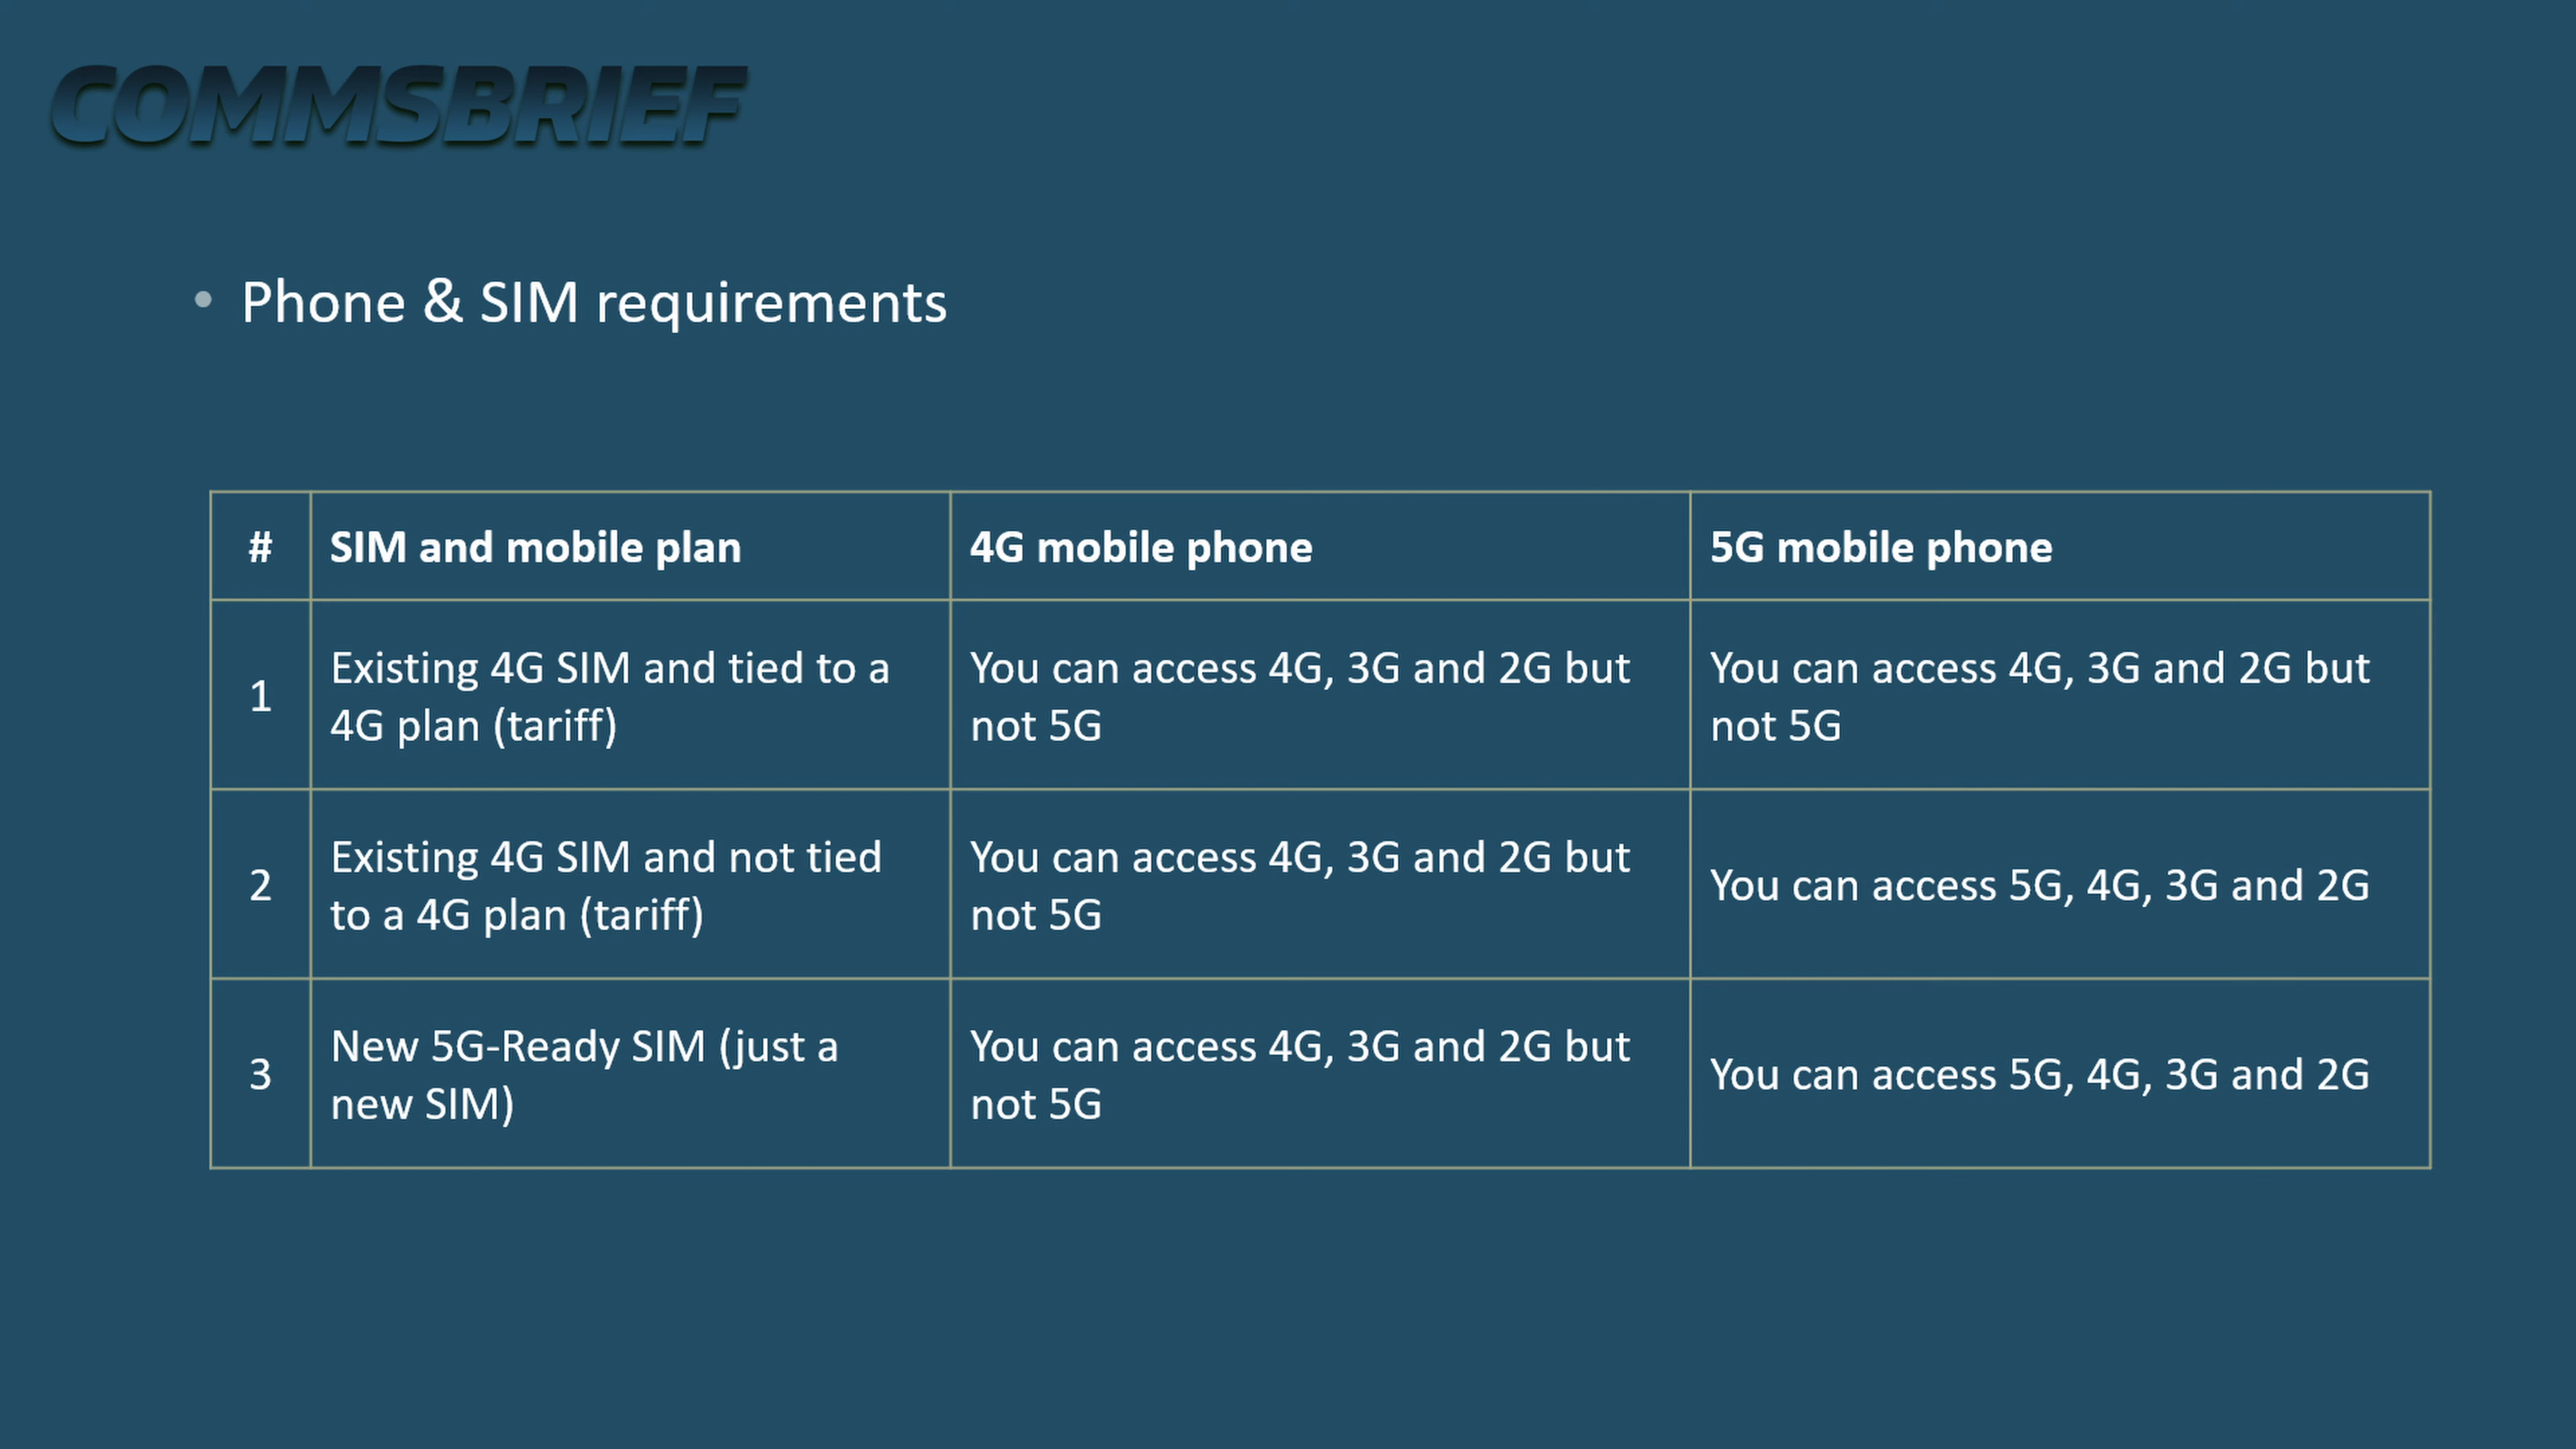 COMMSBRIEF
• Phone & SIM requirements
# SIM and mobile plan 4G mobile phone 5G mobile phone
1
Existing 4G SIM and tied to a
4G plan (tariff)
You can access 4G, 3G and 2G but
not 5G
You can access 4G, 3G and 2G but
not 5G
2
Existing 4G SIM and not tied
to a 4G plan (tariff)
You can access 4G, 3G and 2G but
not 5G
You can access 5G, 4G, 3G and 2G
3
New 5G-Ready SIM (just a
new SIM)
You can access 4G, 3G and 2G but
not 5G
You can access 5G, 4G, 3G and 2G